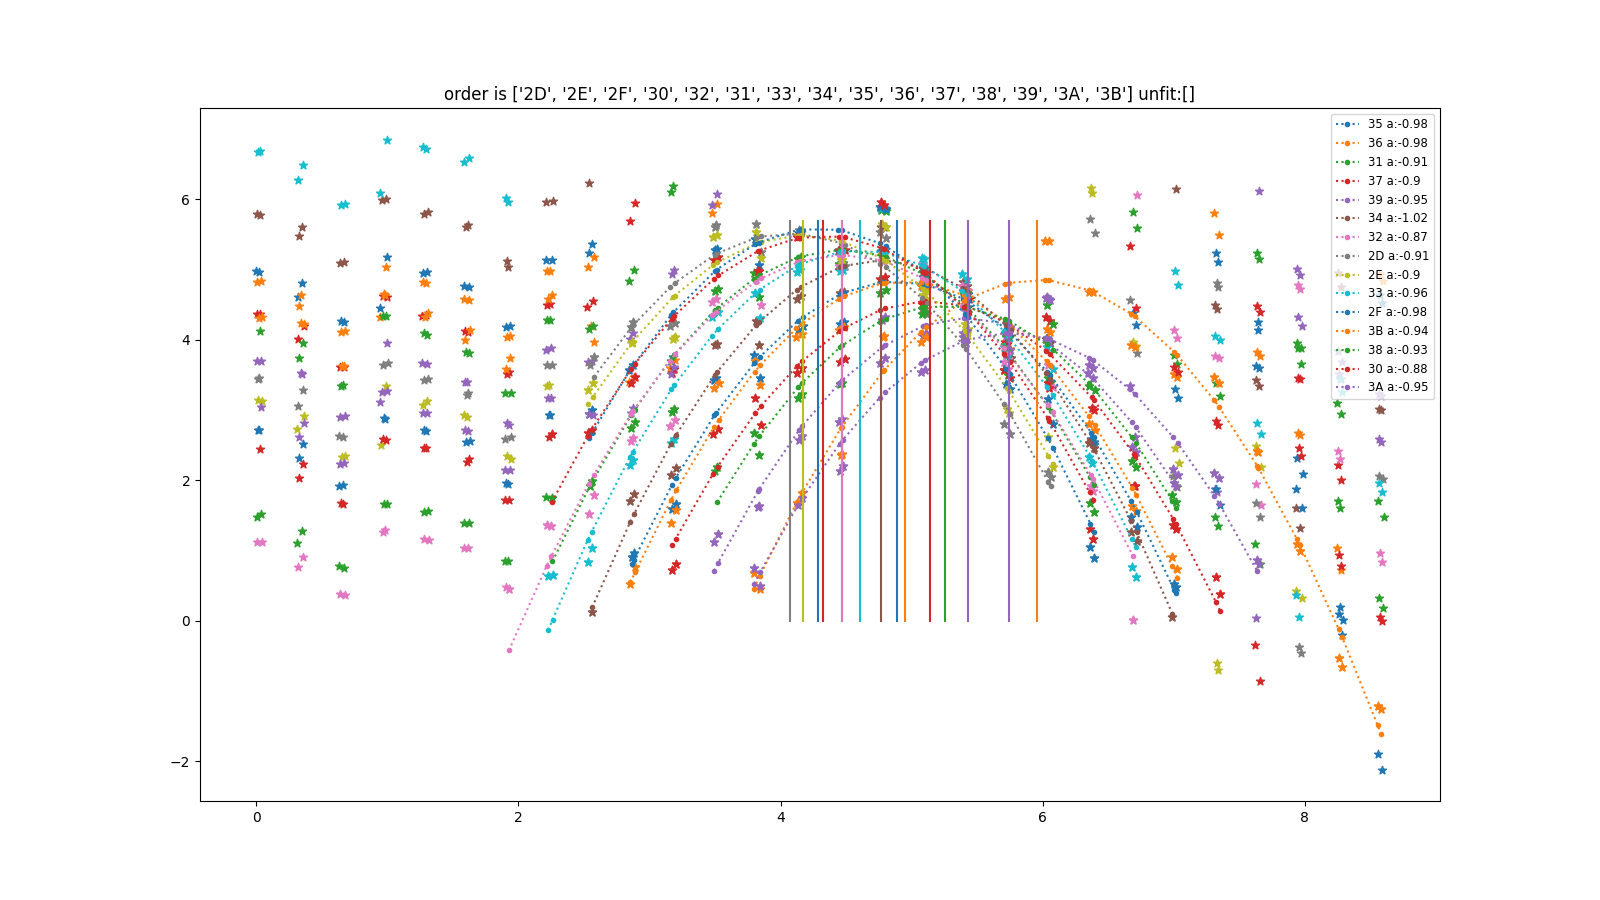 order is ['2D', '2E', '2F', '30', '32', '31', '33', '34', '35', '36', '37', '38', '39', '3A', '3B'] unfit:[]
35 a:-0.98
36 a:-0.98
31 a:-0.91
37 a:-0.9
39 a:-0.95
34 a:-1.02
32 a:-0.87
2D a:-0.91
2E a:-0.9
33 a:-0.96
2F a:-0.98
3B a:-0.94
38 a:-0.93
30 a:-0.88
3A a:-0.95
6
4
2
0
−2
0 2 4 6 8